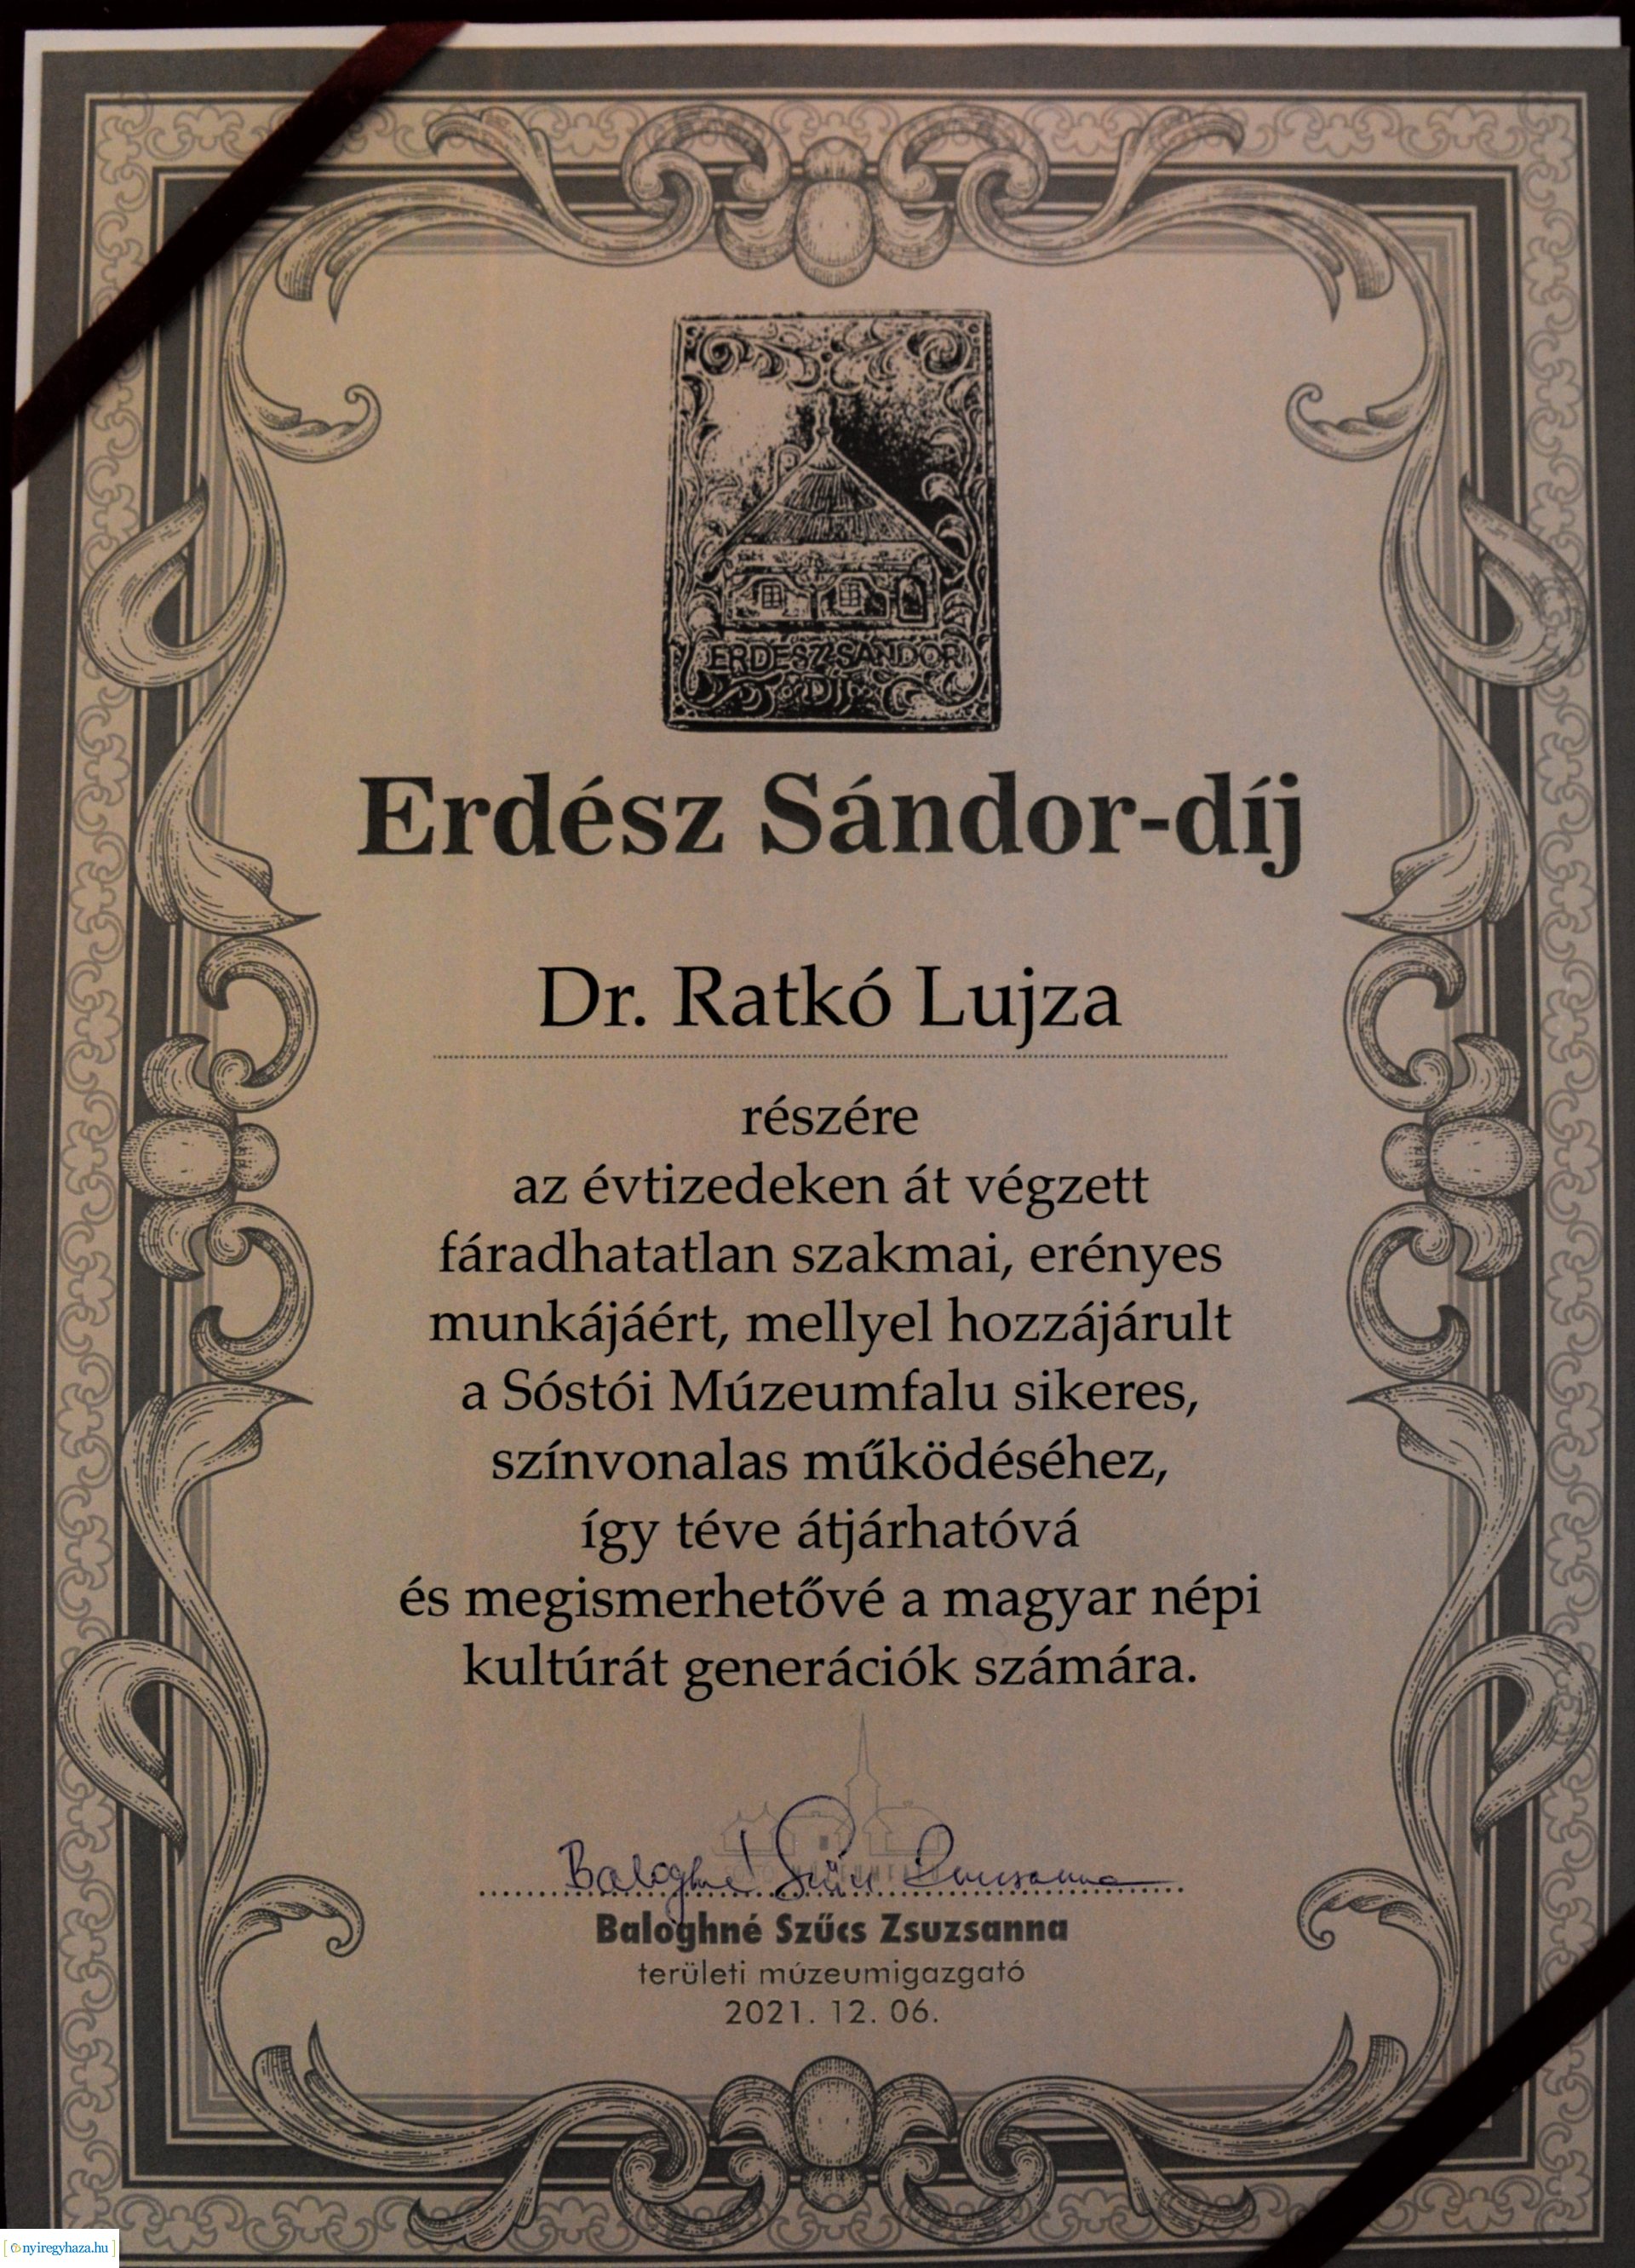 ERDÉSZ SÁNDOR
DÍJ
Erdész Sándor-díj
Dr. Ratkó Lujza
részére
az évtizedeken át végzett
fáradhatatlan szakmai, erényes
munkájáért, mellyel hozzájárult
a Sóstói Múzeumfalu sikeres,
színvonalas működéséhez,
így téve átjárhatóvá
és megismerhetővé a magyar népi
kultúrát generációk számára.
Baloghné Szűcs Zsuzsanna
Baloghné Szűcs Zsuzsanna
területi múzeumigazgató
2021. 12. 06.
nyiregyhaza.hu